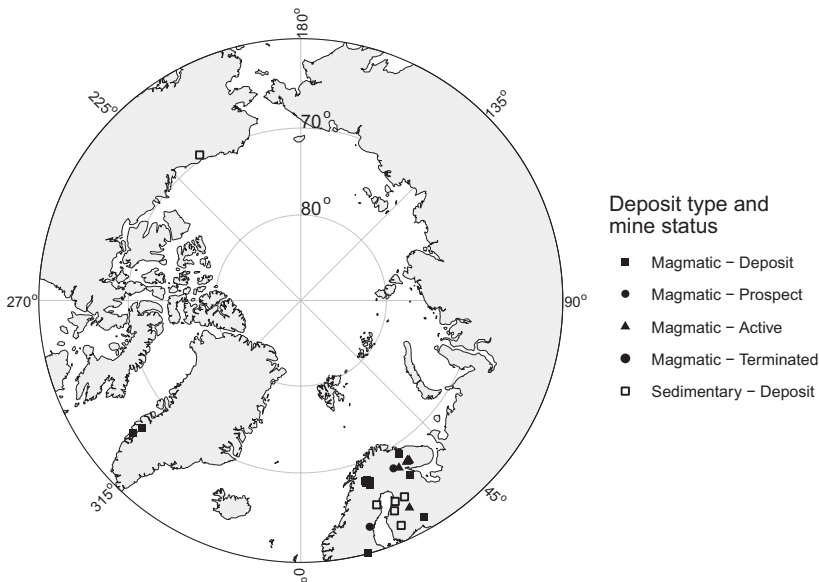 180°
225°
135°
70°
80°
270°
90°
315°
45°
0°
Deposit type and
mine status
Magmatic − Deposit
Magmatic − Prospect
Magmatic − Active
Magmatic − Terminated
Sedimentary − Deposit